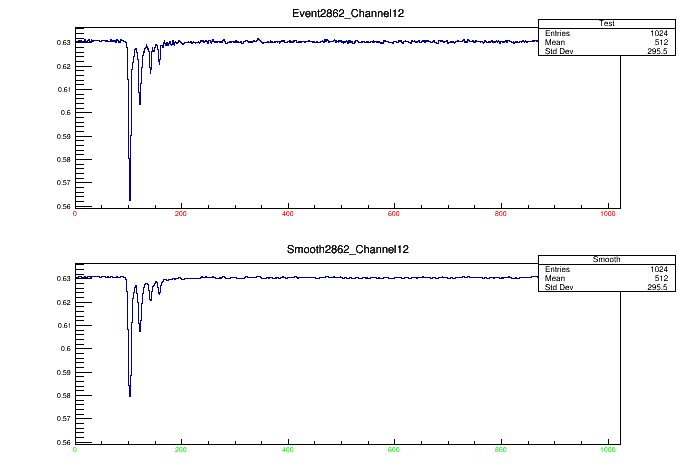 Event2862_Channel12
Test
Entries 1024
Mean 512
Std Dev 295.5
0.63
0.62
0.61
0.6
0.59
0.58
0.57
0.56
0 200 400 600 800 1000
Smooth2862_Channel12
Smooth
Entries 1024
Mean 512
Std Dev 295.5
0.63
0.62
0.61
0.6
0.59
0.58
0.57
0.56
0 200 400 600 800 1000